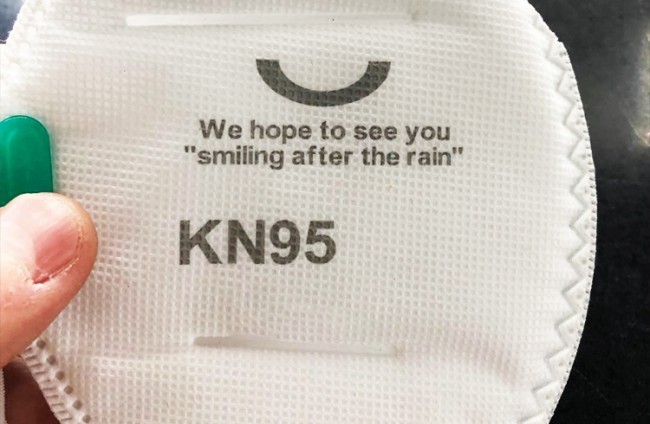 We hope to see you
"smiling after the rain"
KN95